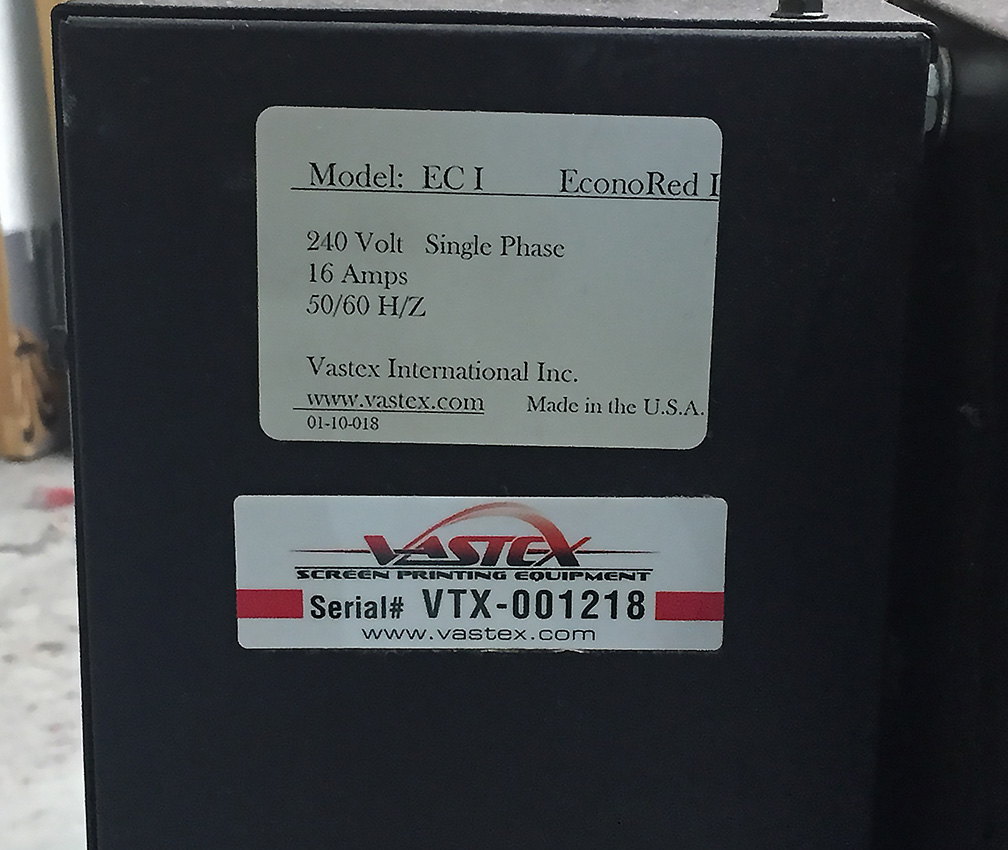 Model: EC I EconoRed I
240 Volt Single Phase
16 Amps
50/60 H/Z
Vastex International Inc.
www.vastex.com Made in the U.S.A.
01-10-018
VASTEX
SCREEN PRINTING EQUIPMENT
Serial# VTX-001218
www.vastex.com